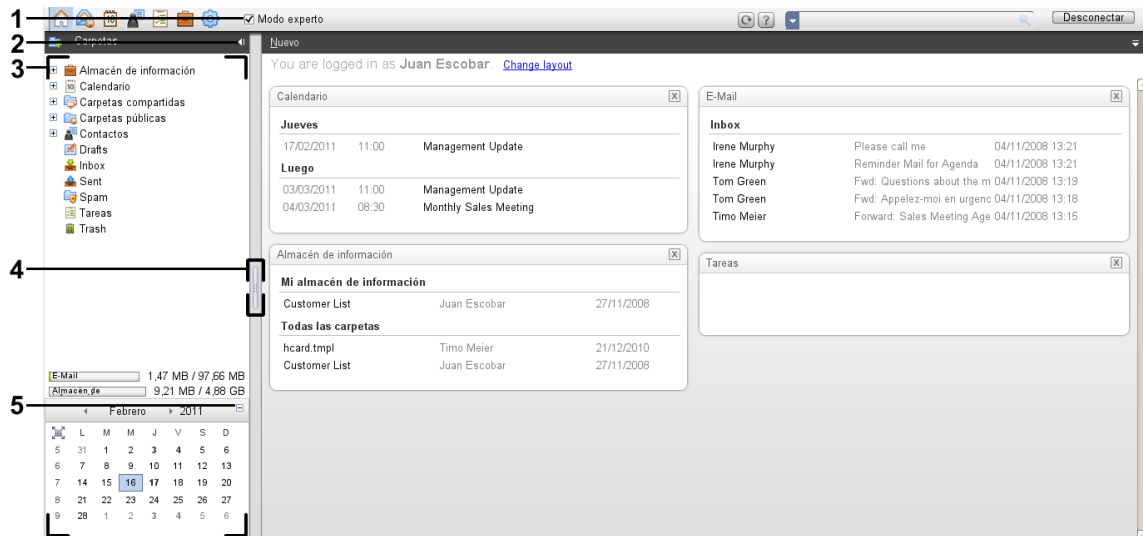 1
Modo experto
?
Desconectar
2
Carpetas
Nuevo
3
You are logged in as Juan Escobar. Change layout
Almacén de información
Calendario
Carpetas compartidas
Carpetas públicas
Contactos
Drafts
Inbox
Sent
Spam
Tareas
Trash
Calendario X
Jueves
17/02/2011 11:00 Management Update
Luego
03/03/2011 11:00 Management Update
04/03/2011 08:30 Monthly Sales Meeting
E-Mail X
Inbox
Irene Murphy Please call me 04/11/2008 13:21
Irene Murphy Reminder Mail for Agenda 04/11/2008 13:21
Tom Green Fwd: Questions about the m 04/11/2008 13:19
Tom Green Fwd: Appelez-moi en urgenc 04/11/2008 13:18
Timo Meier Forward: Sales Meeting Age 04/11/2008 13:15
4
Almacén de información X
Mi almacén de información
Customer List Juan Escobar 27/11/2008
Todas las carpetas
hcard.tmpl Timo Meier 21/12/2010
Customer List Juan Escobar 27/11/2008
Tareas X
E-Mail 1,47 MB / 97,66 MB
Almacén de 9,21 MB / 4,88 GB
5
Febrero 2011
L M M J V S D
5 31 1 2 3 4 5 6
6 7 8 9 10 11 12 13
7 14 15 16 17 18 19 20
8 21 22 23 24 25 26 27
9 28 1 2 3 4 5 6